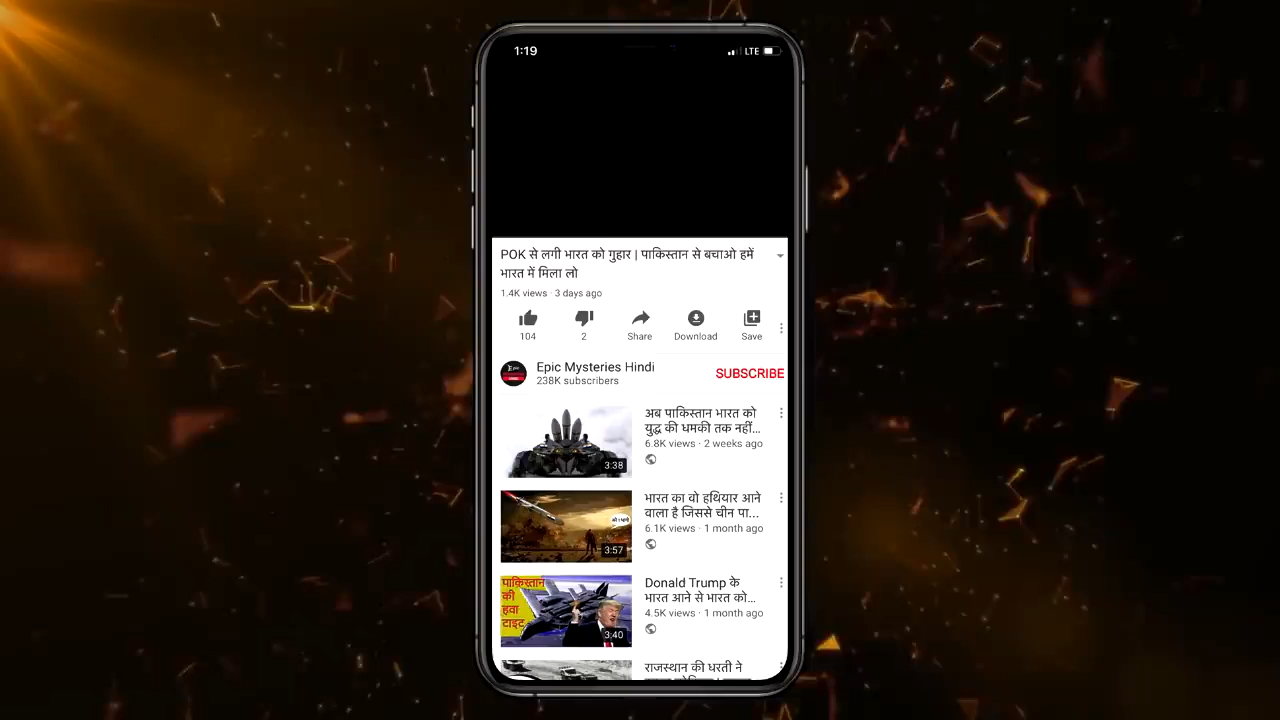 1:19
LTE
POK से लगी भारत को गुहार | पाकिस्तान से बचाओ हमें
भारत में मिला लो
1.4K views · 3 days ago
104
2
Share
Download
Save
Epic Mysteries Hindi
238K subscribers
SUBSCRIBE
अब पाकिस्तान भारत को
युद्ध की धमकी तक नहीं...
6.8K views · 2 weeks ago
3:38
भारत का वो हथियार आने
वाला है जिससे चीन पा...
6.1K views · 1 month ago
3:57
पाकिस्तान
की
हवा
टाइट
3:40
Donald Trump के
भारत आने से भारत को...
4.5K views · 1 month ago
राजस्थान की धरती ने